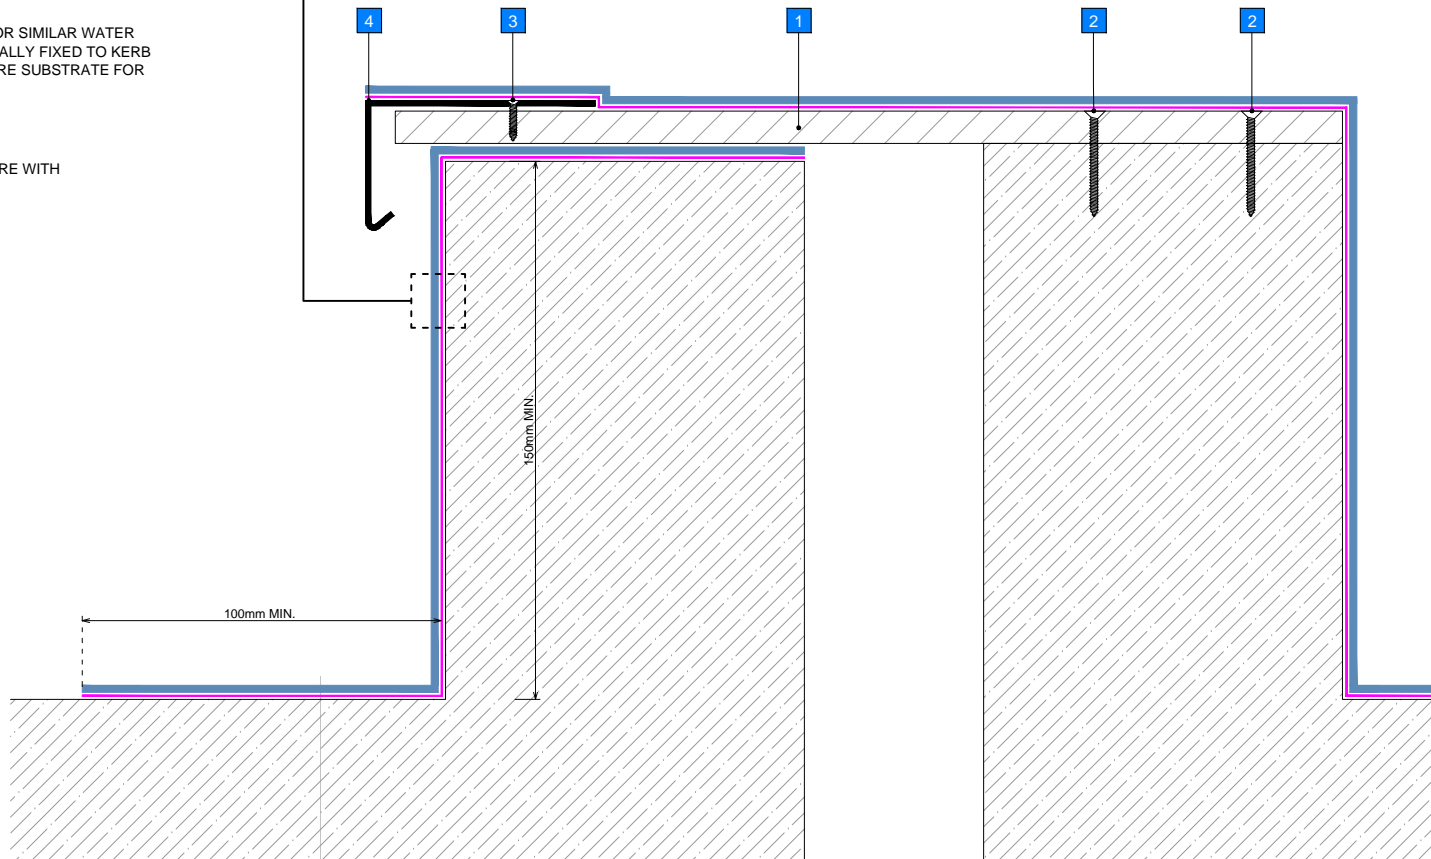 4 3 1 2 2
OR SIMILAR WATER
ALLY FIXED TO KERB
RE SUBSTRATE FOR
RE WITH
150mm MIN.
100mm MIN.